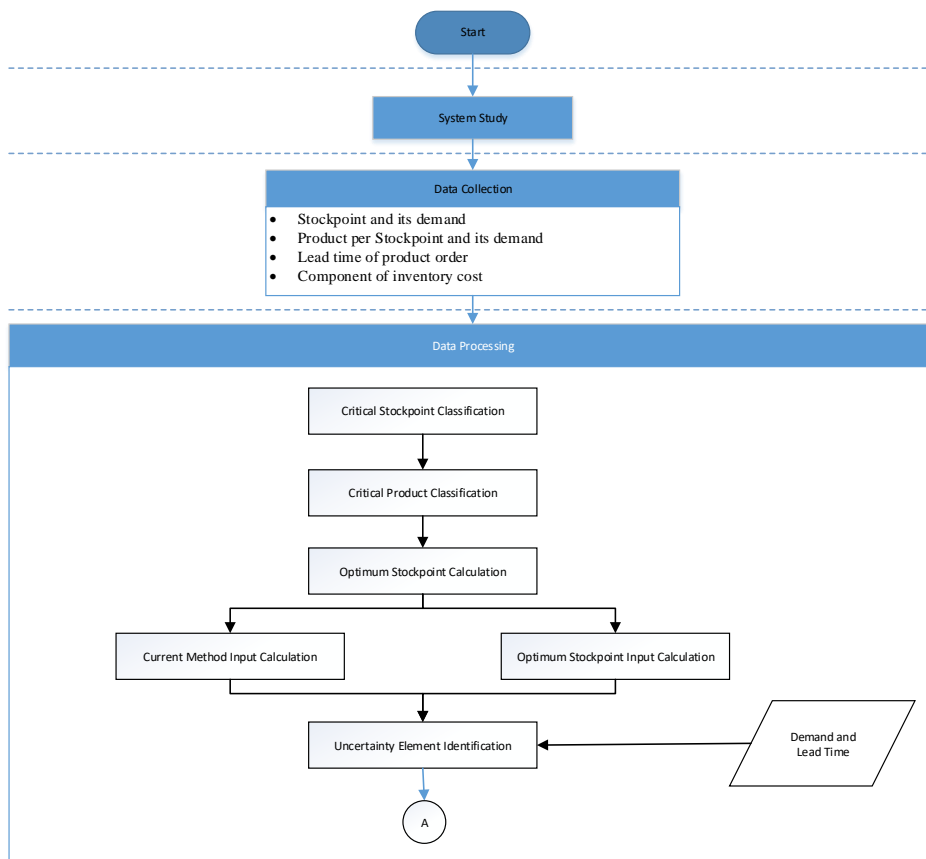 Start
System Study
Data Collection
• Stockpoint and its demand
• Product per Stockpoint and its demand
• Lead time of product order
• Component of inventory cost
Data Processing
Critical Stockpoint Classification
Critical Product Classification
Optimum Stockpoint Calculation
Current Method Input Calculation
Optimum Stockpoint Input Calculation
Uncertainty Element Identification
Demand and
Lead Time
A